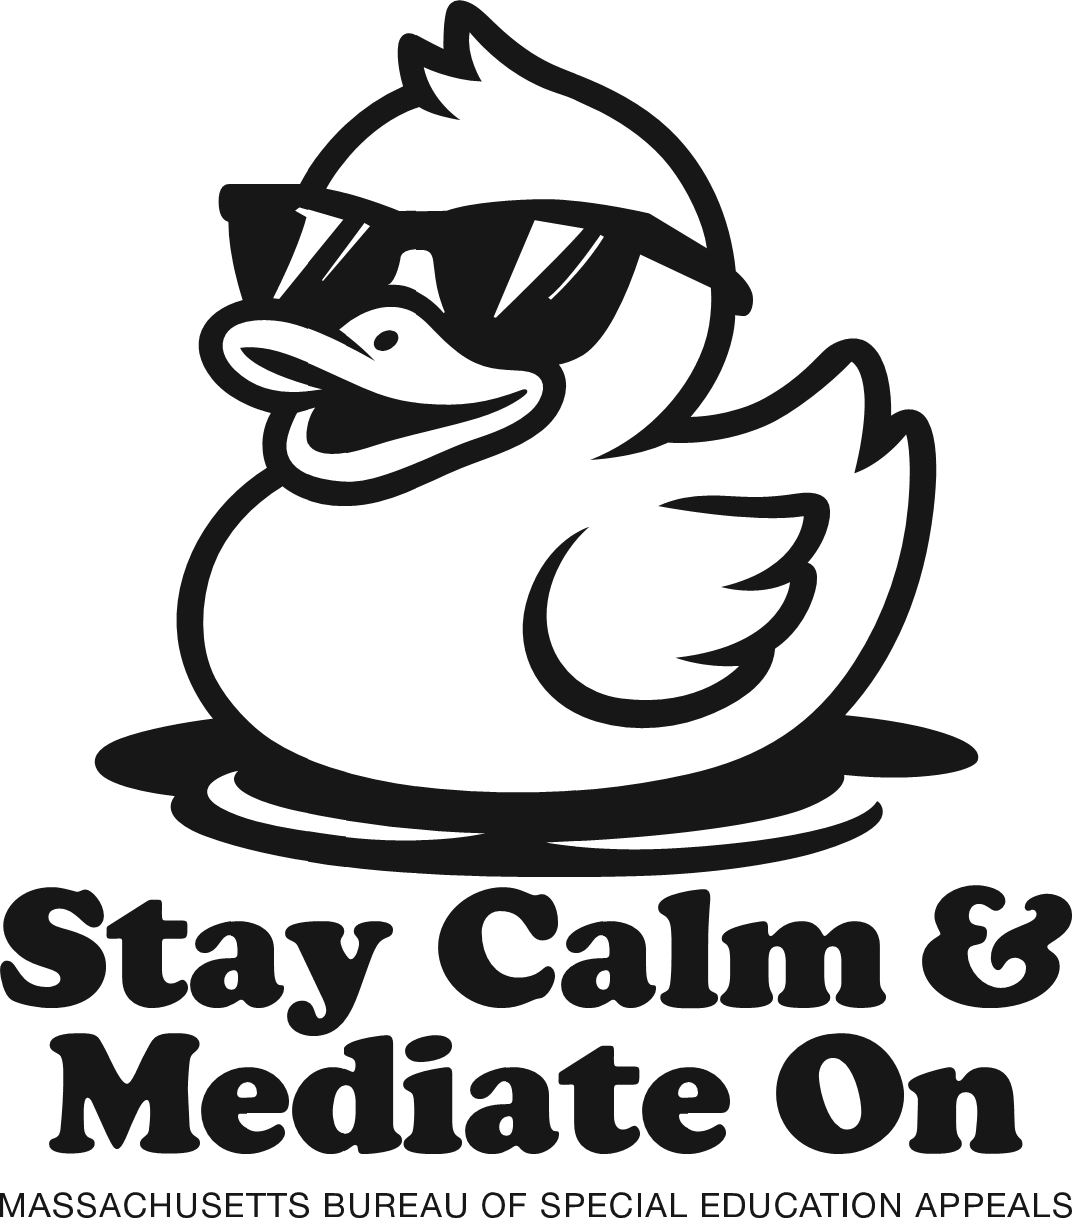 Stay Calm &
Mediate On
MASSACHUSETTS BUREAU OF SPECIAL EDUCATION APPEALS